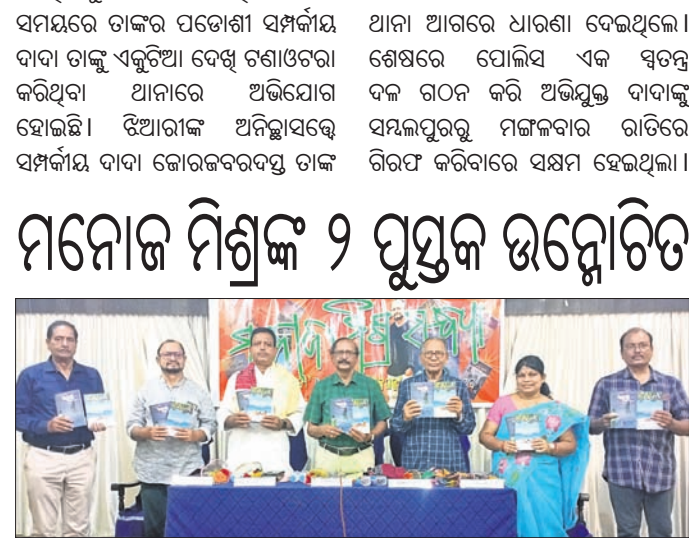 ସମୟରେ ତାଙ୍କର ପଡୋଶୀ ସମ୍ପର୍କୀୟ
ଦାଦା ତାଙ୍କୁ ଏକୁଟିଆ ଦେଖି ଟଣାଓଟରା
କରିଥିବା ଥାନାରେ ଅଭିଯୋଗ
ହୋଇଛି। ଝିଆରୀଙ୍କ ଅନିଚ୍ଛାସତ୍ତ୍ୱେ
ସମ୍ପର୍କୀୟ ଦାଦା ଜୋରଜବରଦସ୍ତ ତାଙ୍କ
ଥାନା ଆଗରେ ଧାରଣା ଦେଇଥିଲେ।
ଶେଷରେ ପୋଲିସ ଏକ ସ୍ୱତନ୍ତ୍ର
ଦଳ ଗଠନ କରି ଅଭିଯୁକ୍ତ ଦାଦାଙ୍କୁ
ସମ୍ବଲପୁରରୁ ମଙ୍ଗଳବାର ରାତିରେ
ଗିରଫ କରିବାରେ ସକ୍ଷମ ହେଇଥିଲା।
ମନୋଜ ମିଶ୍ରଙ୍କ ୨ ପୁସ୍ତକ ଉନ୍ମୋଚିତ